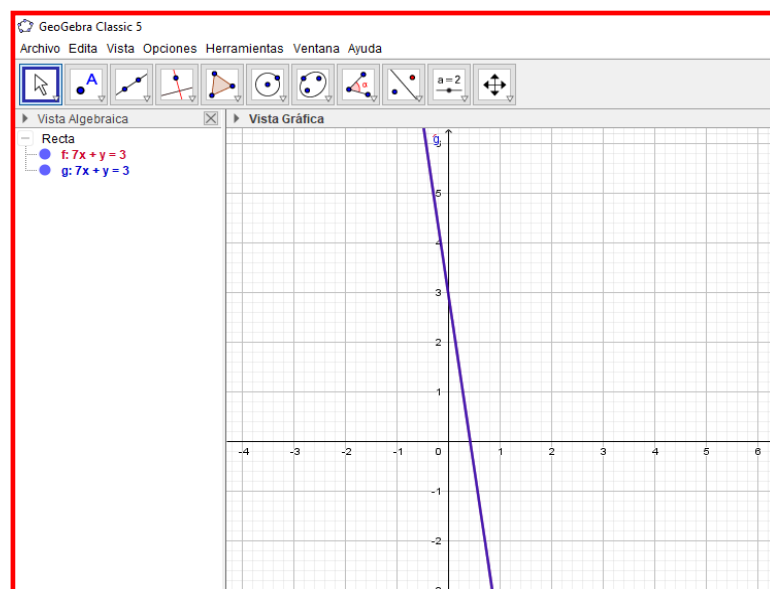 GeoGebra Classic 5
Archivo Edita Vista Opciones Herramientas Ventana Ayuda
A
α
a=2
Vista Algebraica
Vista Gráfica
Recta
f: 7x + y = 3
g: 7x + y = 3
g
5
4
3
2
1
-4 -3 -2 -1 0 1 2 3 4 5 6
-1
-2